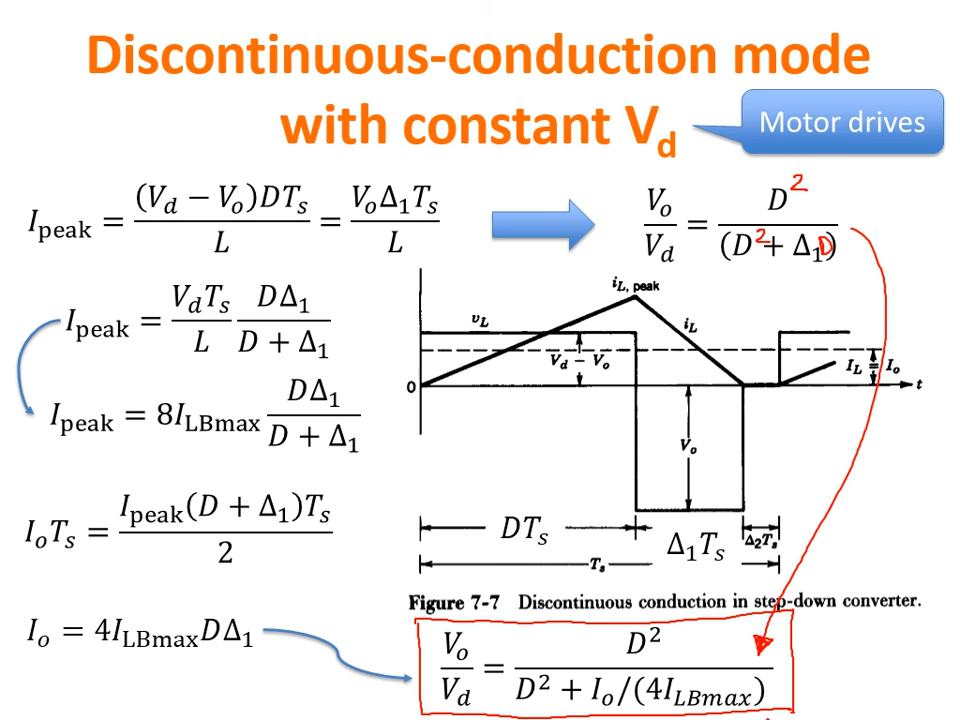 Discontinuous-conduction mode
with constant V_d
Motor drives
I_peak = (V_d − V_o)DT_s / L = V_oΔ_1T_s / L
V_o / V_d = D^2 / (D^2 + Δ_1D)
I_peak = V_dT_s / L DΔ_1 / D + Δ_1
I_peak = 8I_LBmax DΔ_1 / D + Δ_1
I_oT_s = I_peak(D + Δ_1)T_s / 2
I_o = 4I_LBmaxDΔ_1
i_L, peak
v_L
i_L
V_d − V_o
I_L = I_o
0
t
V_o
DT_s
Δ_1T_s
Δ_2T_s
T_s
Figure 7-7 Discontinuous conduction in step-down converter.
V_o / V_d = D^2 / D^2 + I_o/(4I_LBmax)